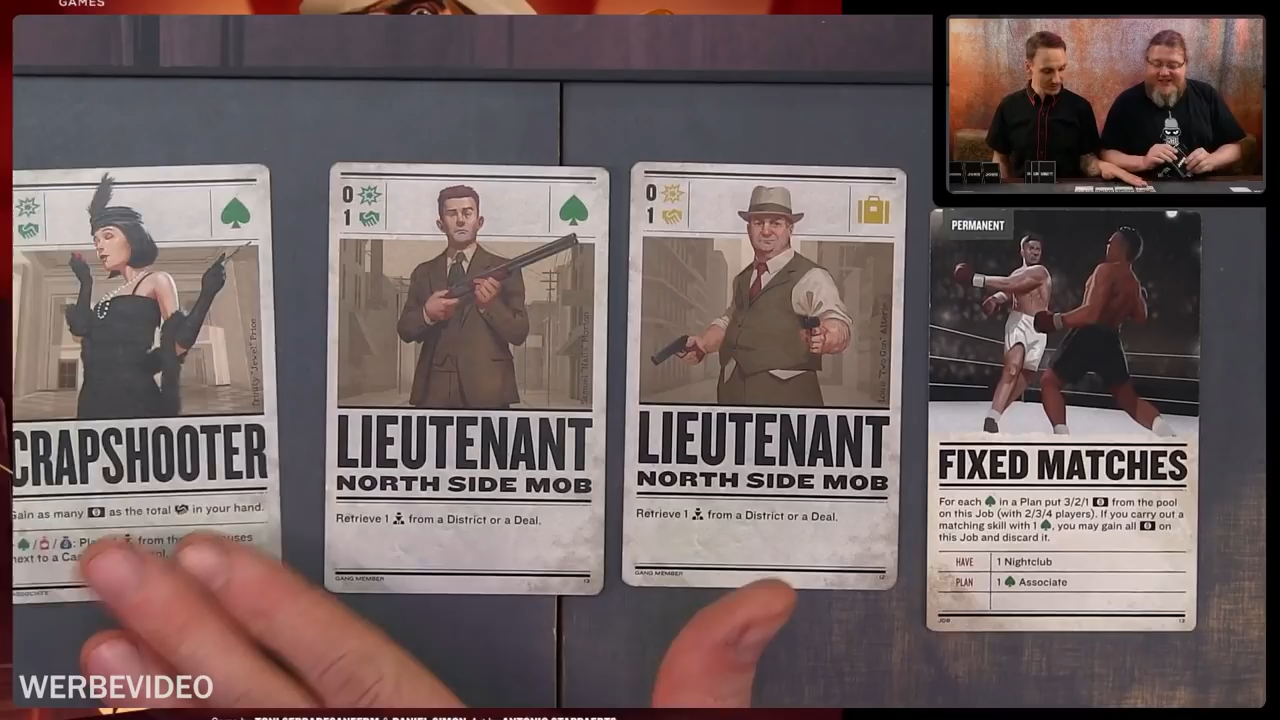 GAMES
0
1
0
1
PERMANENT
CRAPSHOOTER
Gain as many as the total in your hand.
LIEUTENANT
NORTH SIDE MOB
Retrieve 1 from a District or a Deal.
GANG MEMBER
13
LIEUTENANT
NORTH SIDE MOB
Retrieve 1 from a District or a Deal.
GANG MEMBER
12
FIXED MATCHES
For each in a Plan put 3/2/1 from the pool
on this Job (with 2/3/4 players). If you carry out a
matching skill with 1 , you may gain all on
this Job and discard it.
HAVE 1 Nightclub
PLAN 1 Associate
JOB
13
WERBEVIDEO